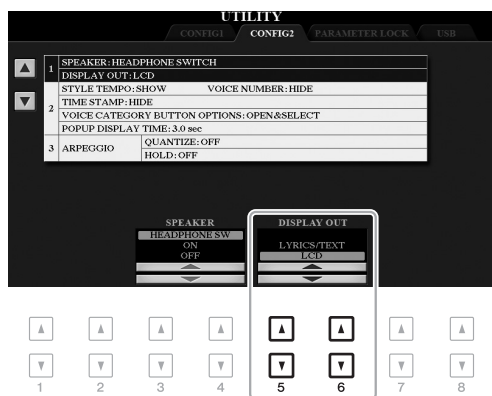 UTILITY
CONFIG1 CONFIG2 PARAMETER LOCK USB
1 SPEAKER:HEADPHONE SWITCH
DISPLAY OUT:LCD
2 STYLE TEMPO:SHOW VOICE NUMBER:HIDE
TIME STAMP:HIDE
VOICE CATEGORY BUTTON OPTIONS:OPEN&SELECT
POPUP DISPLAY TIME:3.0 sec
3 ARPEGGIO QUANTIZE:OFF
HOLD:OFF
SPEAKER DISPLAY OUT
HEADPHONE SW
ON LYRICS/TEXT
OFF LCD
1 2 3 4 5 6 7 8